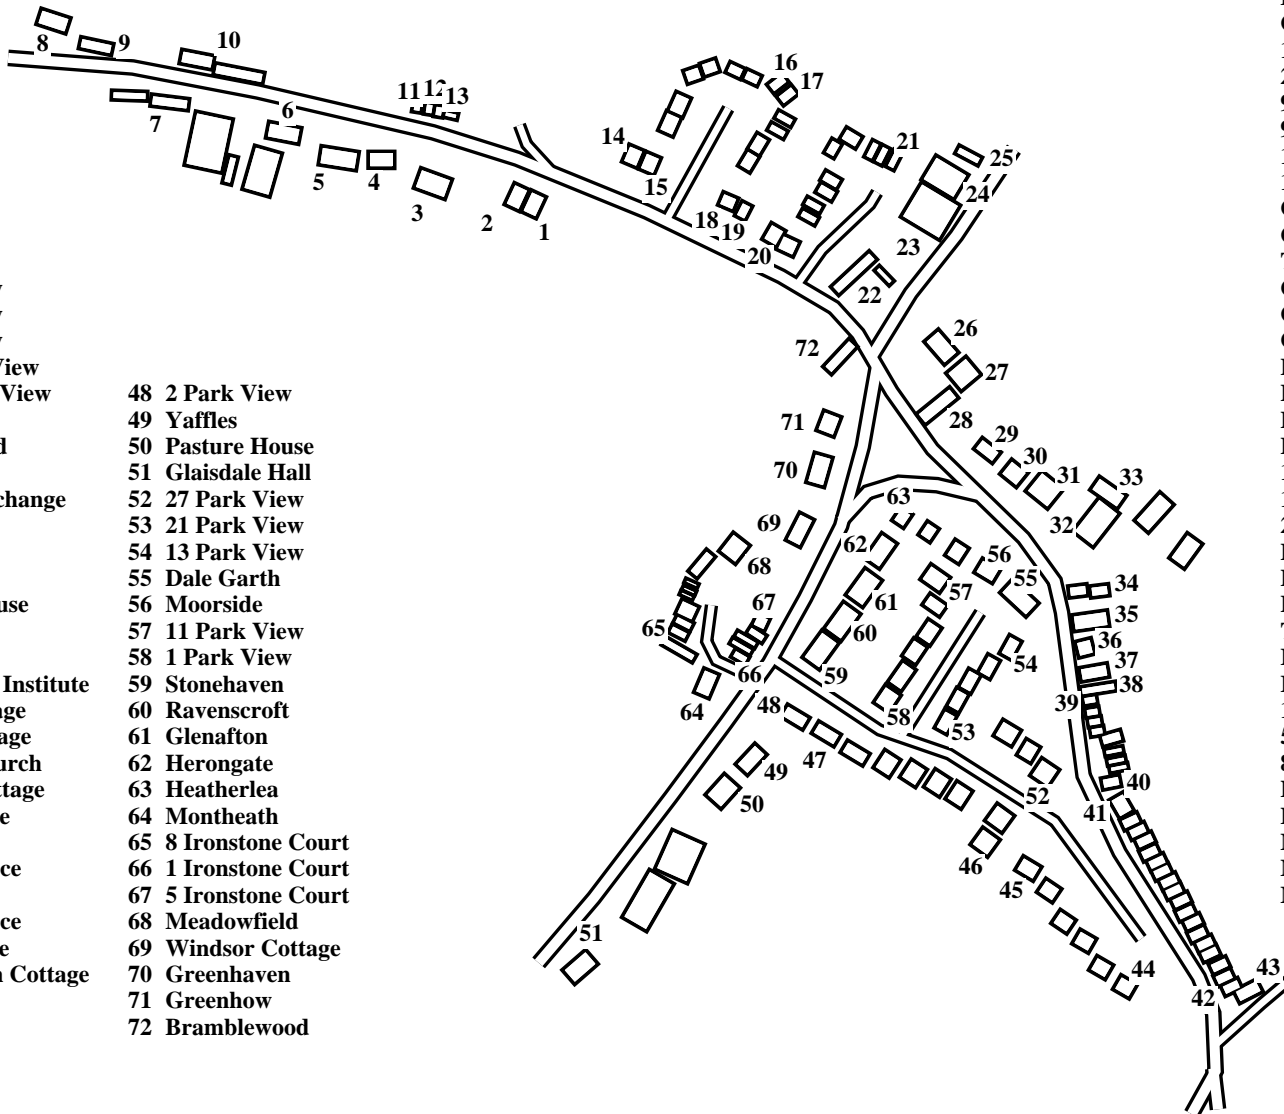 View
View 48 2 Park View
49 Yaffles
50 Pasture House
51 Glaisdale Hall
52 27 Park View
53 21 Park View
54 13 Park View
55 Dale Garth
56 Moorside
57 11 Park View
58 1 Park View
Institute 59 Stonehaven
60 Ravenscroft
61 Glenafton
62 Herongate
63 Heatherlea
64 Montheath
65 8 Ironstone Court
66 1 Ironstone Court
67 5 Ironstone Court
68 Meadowfield
69 Windsor Cottage
Cottage 70 Greenhaven
71 Greenhow
72 Bramblewood
8
9
10
7
6
5
4
3
2
1
11
12
13
14
15
16
17
18
19
20
21
22
23
24
25
26
27
28
72
71
70
69
68
29
30
31
32
33
63
62
61
60
59
56
55
57
58
54
53
67
65
66
64
34
35
36
37
38
39
40
41
48
47
49
50
52
46
45
51
44
42
43